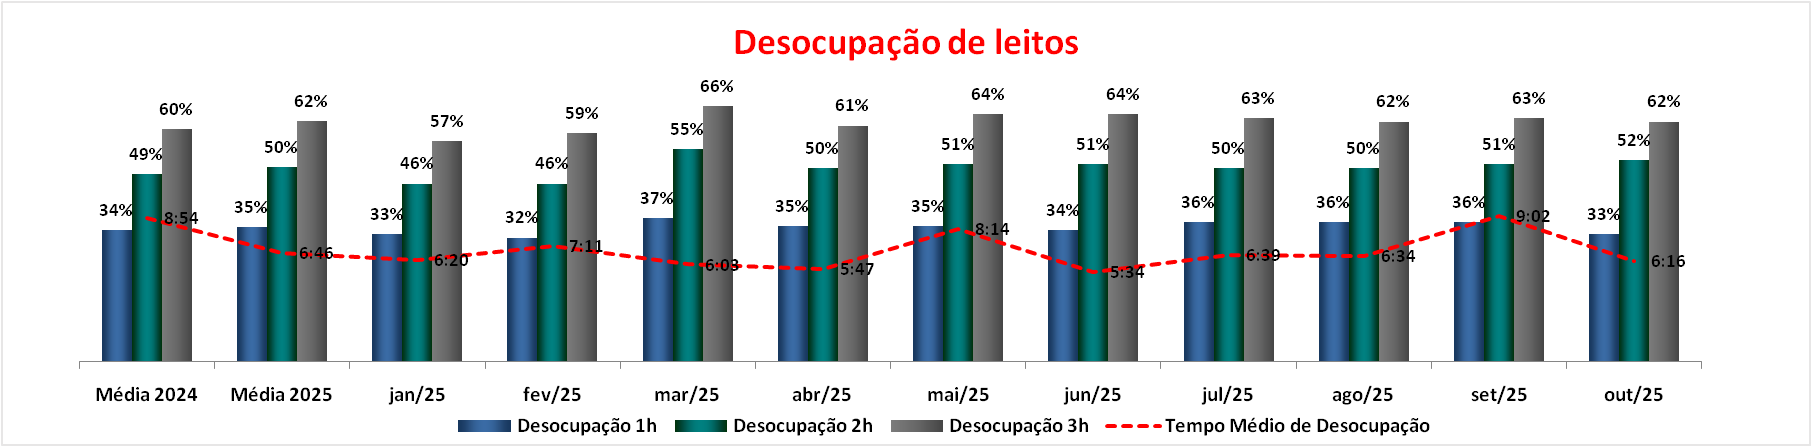 Desocupação de leitos
60% 62% 57% 59% 66% 61% 64% 64% 63% 62% 63% 62%
49% 50% 46% 46% 55% 50% 51% 51% 50% 50% 51% 52%
34% 35% 33% 32% 37% 35% 35% 34% 36% 36% 36% 33%
8:54 6:46 6:20 7:11 6:03 5:47 8:14 5:34 6:39 6:34 9:02 6:16
Média 2024 Média 2025 jan/25 fev/25 mar/25 abr/25 mai/25 jun/25 jul/25 ago/25 set/25 out/25
Desocupação 1h Desocupação 2h Desocupação 3h Tempo Médio de Desocupação